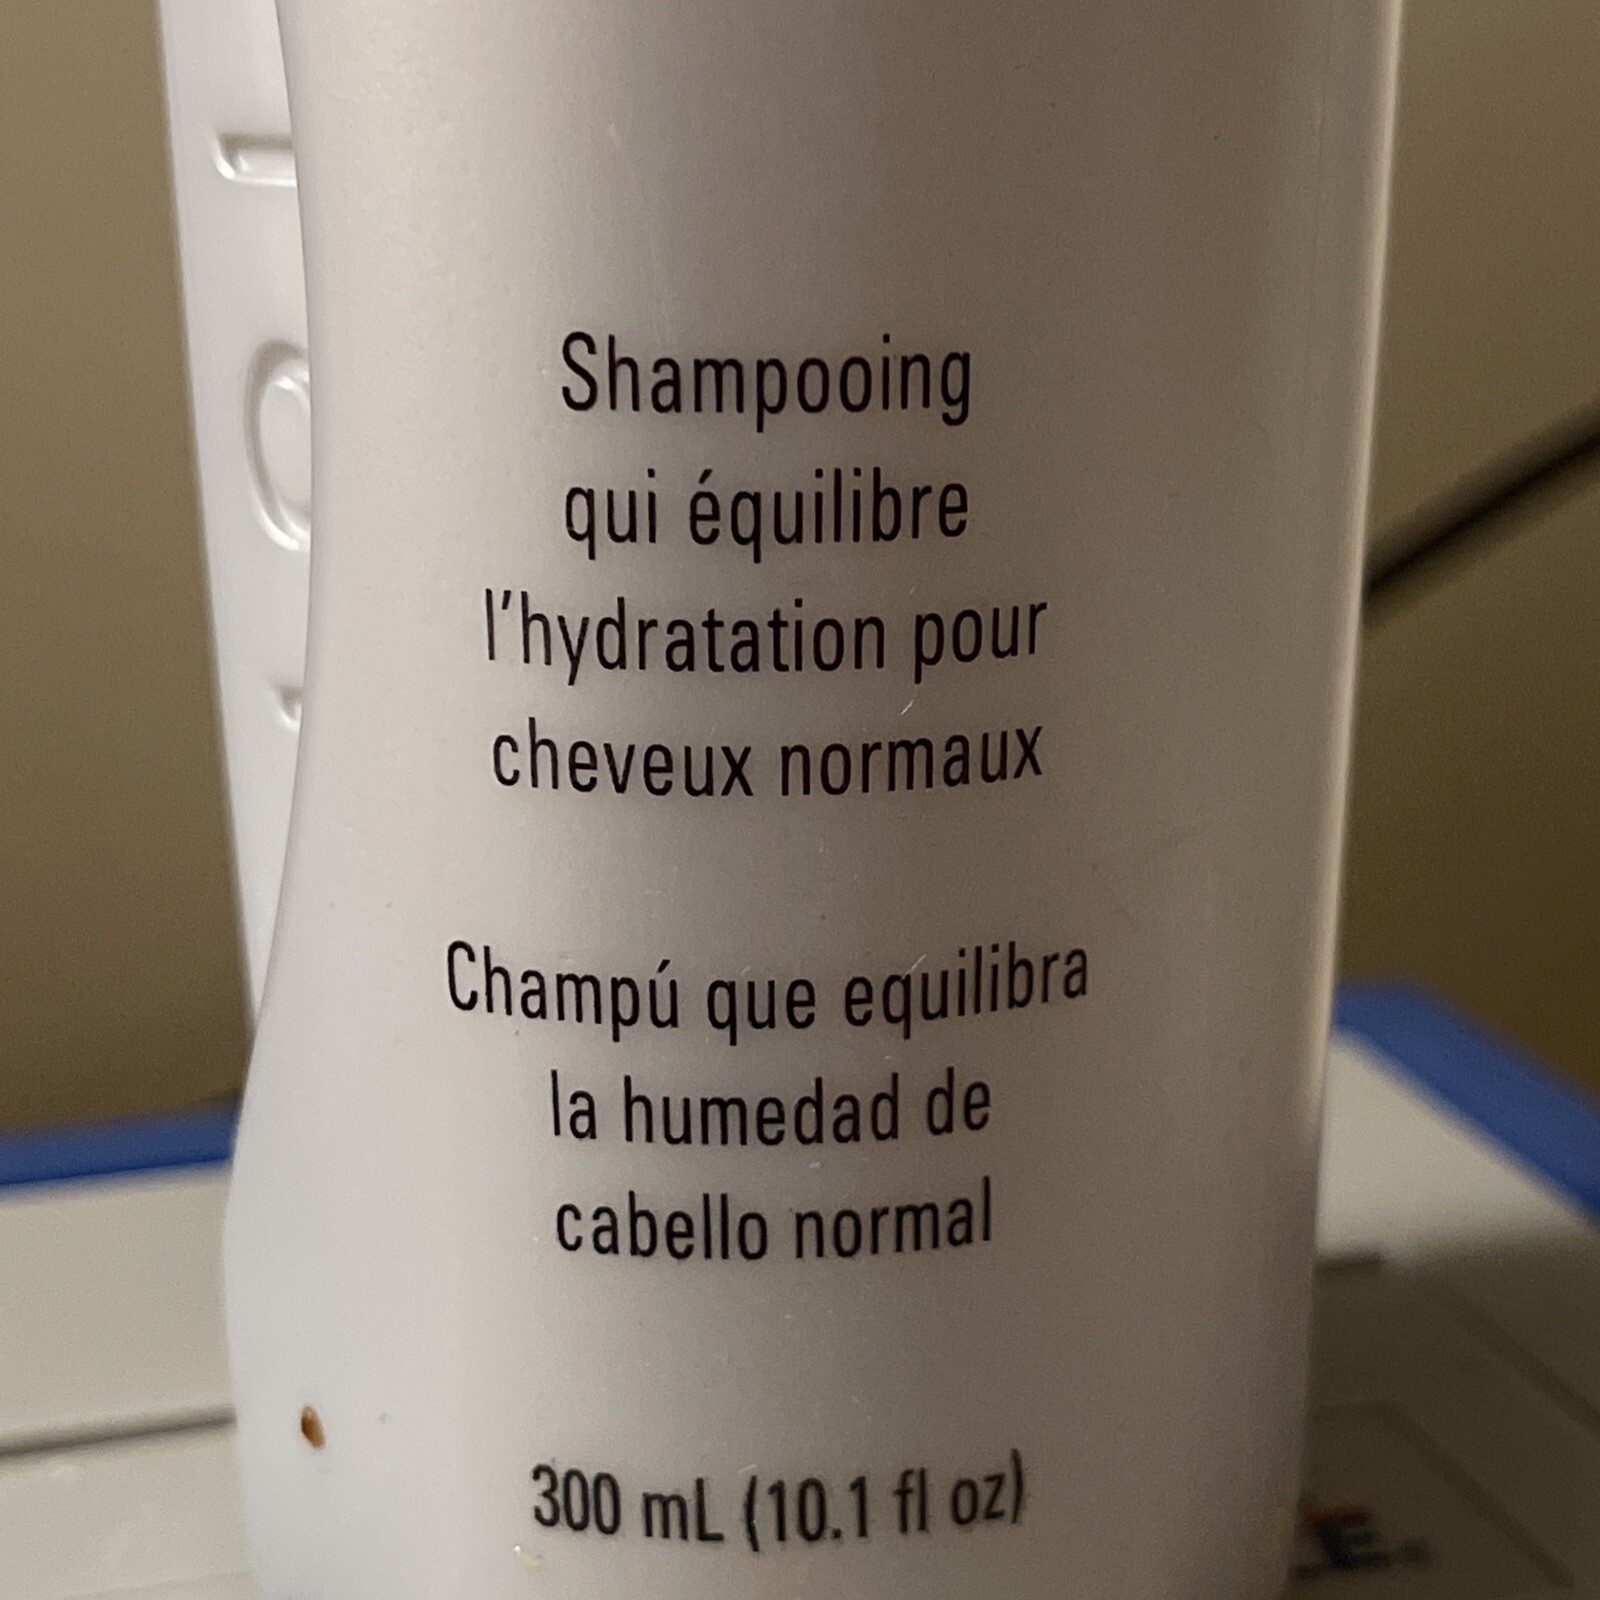 Shampooing
qui équilibre
l'hydratation pour
cheveux normaux
Champú que equilibra
la humedad de
cabello normal
300 mL (10.1 fl oz)